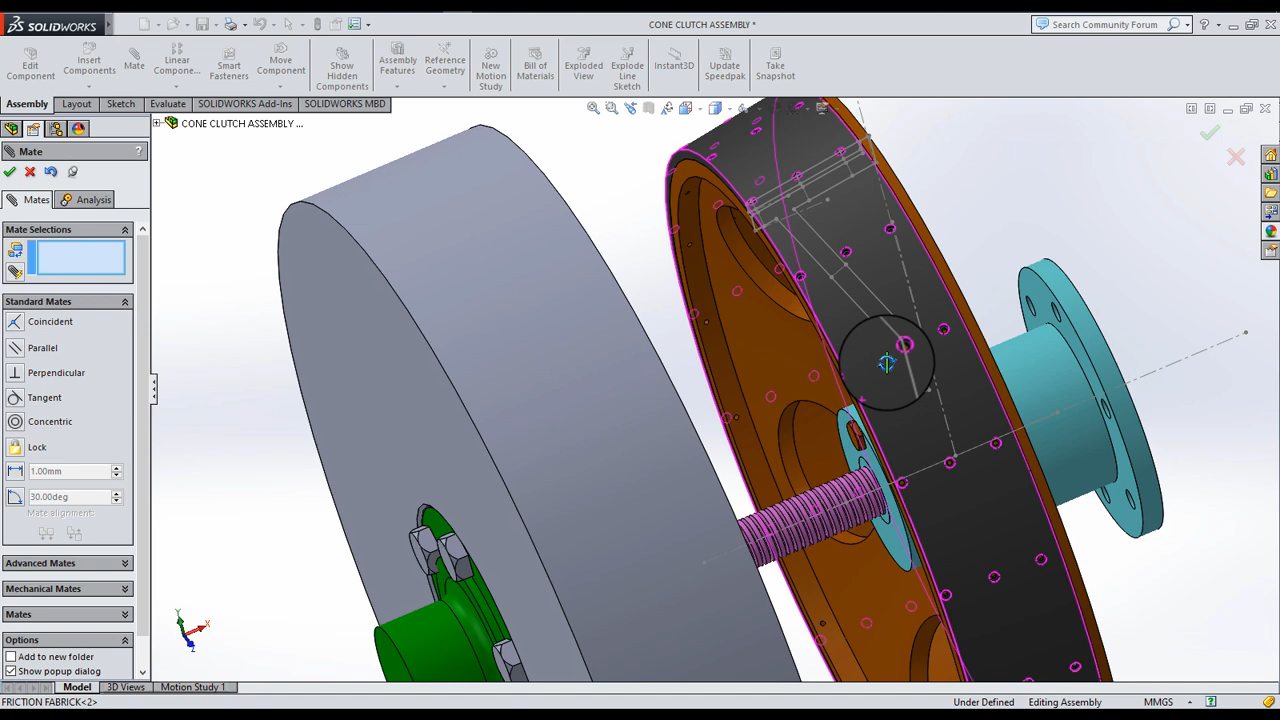 SOLIDWORKS
CONE CLUTCH ASSEMBLY *
Search Community Forum
Edit Component
Insert Components
Mate
Linear Compone...
Smart Fasteners
Move Component
Show Hidden Components
Assembly Features
Reference Geometry
New Motion Study
Bill of Materials
Exploded View
Explode Line Sketch
Instant3D
Update Speedpak
Take Snapshot
Assembly Layout Sketch Evaluate SOLIDWORKS Add-Ins SOLIDWORKS MBD
CONE CLUTCH ASSEMBLY ...
Mate ?
Mates Analysis
Mate Selections
Standard Mates
Coincident
Parallel
Perpendicular
Tangent
Concentric
Lock
1.00mm
30.00deg
Mate alignment:
Advanced Mates
Mechanical Mates
Mates
Options
Add to new folder
Show popup dialog
Y
X
Z
Model 3D Views Motion Study 1
FRICTION FABRICK<2> Under Defined Editing Assembly MMGS